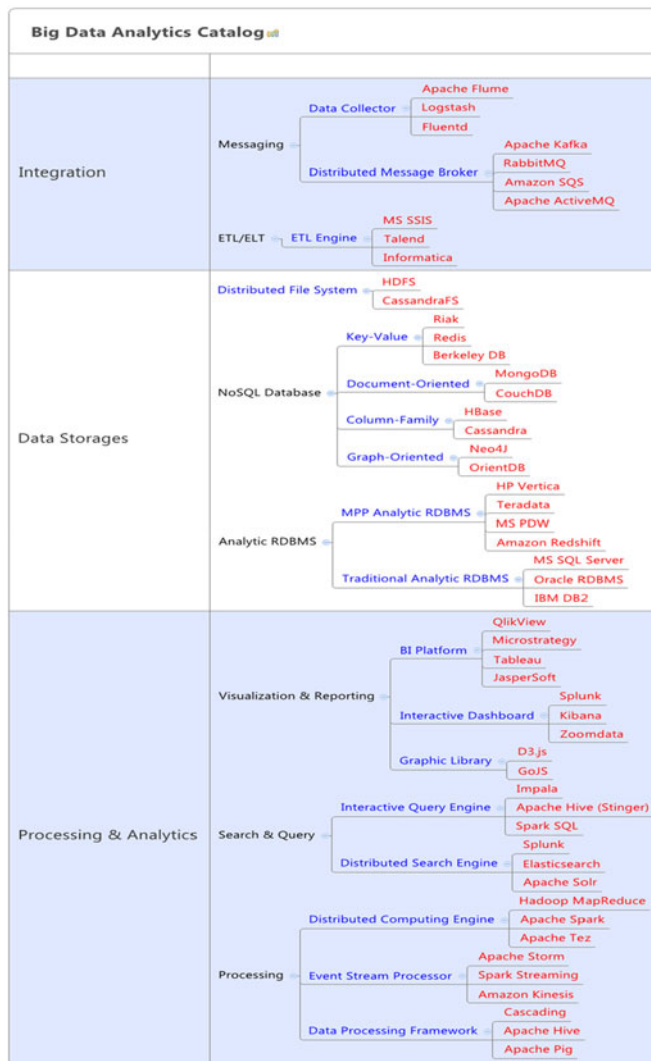 Big Data Analytics Catalog
Integration
Messaging
Data Collector
Apache Flume
Logstash
Fluentd
Distributed Message Broker
Apache Kafka
RabbitMQ
Amazon SQS
Apache ActiveMQ
ETL/ELT
ETL Engine
MS SSIS
Talend
Informatica
Data Storages
Distributed File System
HDFS
CassandraFS
NoSQL Database
Key-Value
Riak
Redis
Berkeley DB
Document-Oriented
MongoDB
CouchDB
Column-Family
HBase
Cassandra
Graph-Oriented
Neo4J
OrientDB
Analytic RDBMS
MPP Analytic RDBMS
HP Vertica
Teradata
MS PDW
Amazon Redshift
Traditional Analytic RDBMS
MS SQL Server
Oracle RDBMS
IBM DB2
Processing & Analytics
Visualization & Reporting
BI Platform
QlikView
Microstrategy
Tableau
JasperSoft
Interactive Dashboard
Splunk
Kibana
Zoomdata
Graphic Library
D3.js
GoJS
Search & Query
Interactive Query Engine
Impala
Apache Hive (Stinger)
Spark SQL
Distributed Search Engine
Splunk
Elasticsearch
Apache Solr
Processing
Distributed Computing Engine
Hadoop MapReduce
Apache Spark
Apache Tez
Event Stream Processor
Apache Storm
Spark Streaming
Amazon Kinesis
Data Processing Framework
Cascading
Apache Hive
Apache Pig